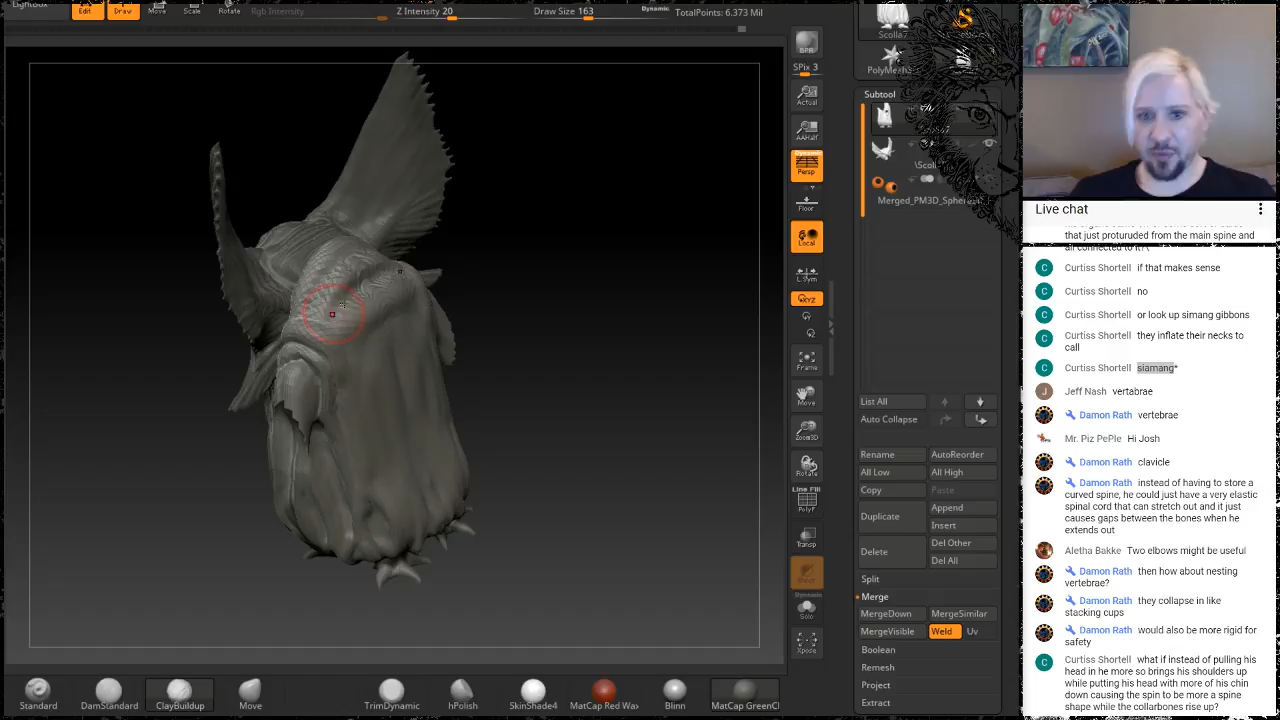 LightBox
Edit
Draw
Move
Scale
Rotate
Rgb Intensity
Z Intensity 20
Draw Size 163
Dynamic
TotalPoints: 6.373 Mil
BPR
SPix 3
Actual
AAHalf
Dynamic
Persp
Floor
Local
L.Sym
XYZ
Frame
Move
Zoom3D
Rotate
Line Fill
PolyF
Transp
Dynamic
Solo
Xpose
Scolla7
PolyMesh3
Subtool
Merged_PM3D_Sphere
List All
Auto Collapse
Rename
AutoReorder
All Low
All High
Copy
Paste
Duplicate
Append
Insert
Delete
Del Other
Del All
Split
Merge
MergeDown
MergeSimilar
MergeVisible
Weld
Uv
Boolean
Remesh
Project
Extract
Standard
DamStandard
ClayBuildup
Move
TrimDynamic
hPolish
SkinShade4
MatCap Red Wax
Blinn
MatCap GreenCl
Live chat
that just proturuded from the main spine and
all connected to it?\
Curtiss Shortell if that makes sense
Curtiss Shortell no
Curtiss Shortell or look up simang gibbons
Curtiss Shortell they inflate their necks to
call
Curtiss Shortell siamang*
Jeff Nash vertabrae
Damon Rath vertebrae
Mr. Piz PePle Hi Josh
Damon Rath clavicle
Damon Rath instead of having to store a
curved spine, he could just have a very elastic
spinal cord that can stretch out and it just
causes gaps between the bones when he
extends out
Aletha Bakke Two elbows might be useful
Damon Rath then how about nesting
vertebrae?
Damon Rath they collapse in like
stacking cups
Damon Rath would also be more rigid for
safety
Curtiss Shortell what if instead of pulling his
head in he more so brings his shoulders up
while putting his head with more of his chin
down causing the spin to be more a spine
shape while the collarbones rise up?